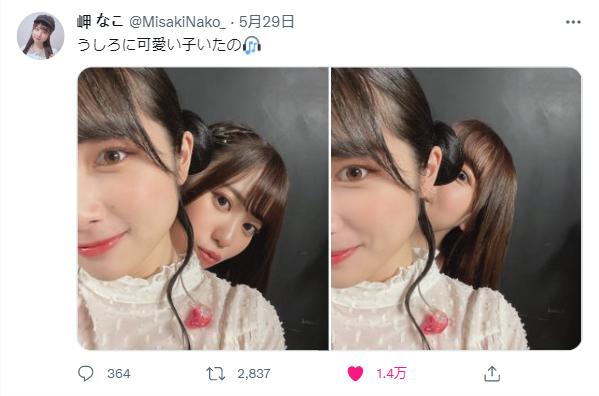 岬 なこ @MisakiNako_ · 5月29日
うしろに可愛い子いたの🎧
364 2,837 1.4万